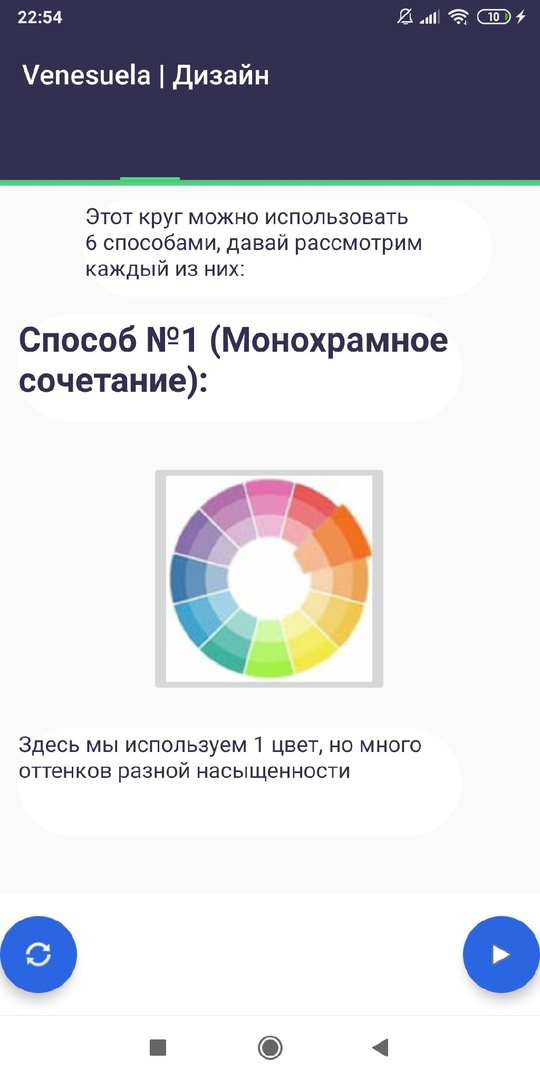 22:54
10
Venesuela | Дизайн
Этот круг можно использовать
6 способами, давай рассмотрим
каждый из них:
Способ №1 (Монохрамное
сочетание):
Здесь мы используем 1 цвет, но много
оттенков разной насыщенности